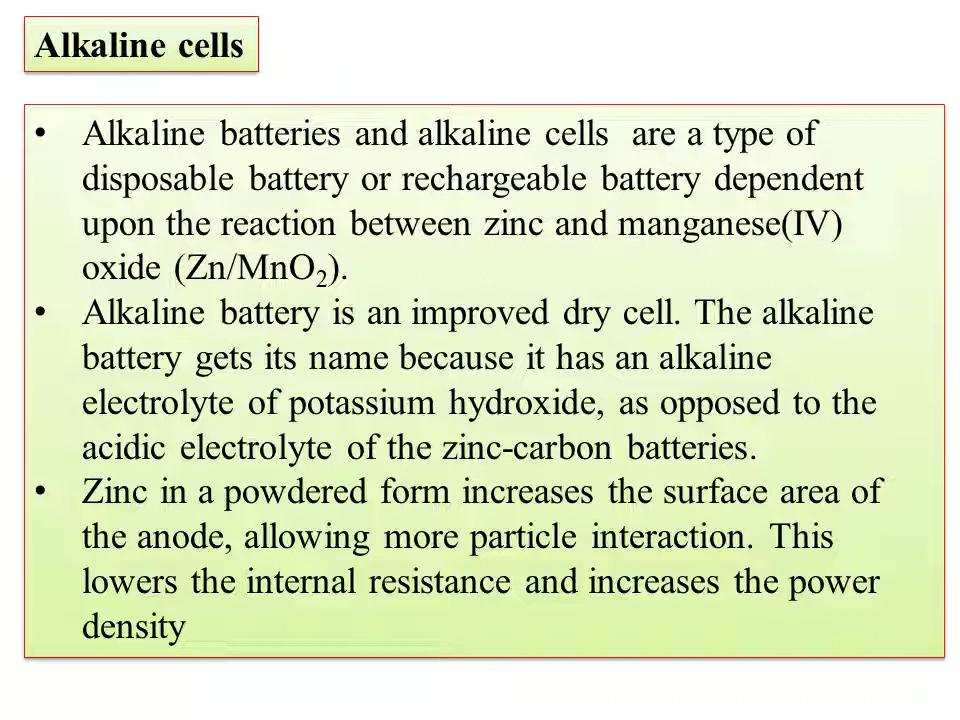 Alkaline cells
• Alkaline batteries and alkaline cells  are a type of
disposable battery or rechargeable battery dependent
upon the reaction between zinc and manganese(IV)
oxide (Zn/MnO₂).
• Alkaline battery is an improved dry cell. The alkaline
battery gets its name because it has an alkaline
electrolyte of potassium hydroxide, as opposed to the
acidic electrolyte of the zinc-carbon batteries.
• Zinc in a powdered form increases the surface area of
the anode, allowing more particle interaction. This
lowers the internal resistance and increases the power
density